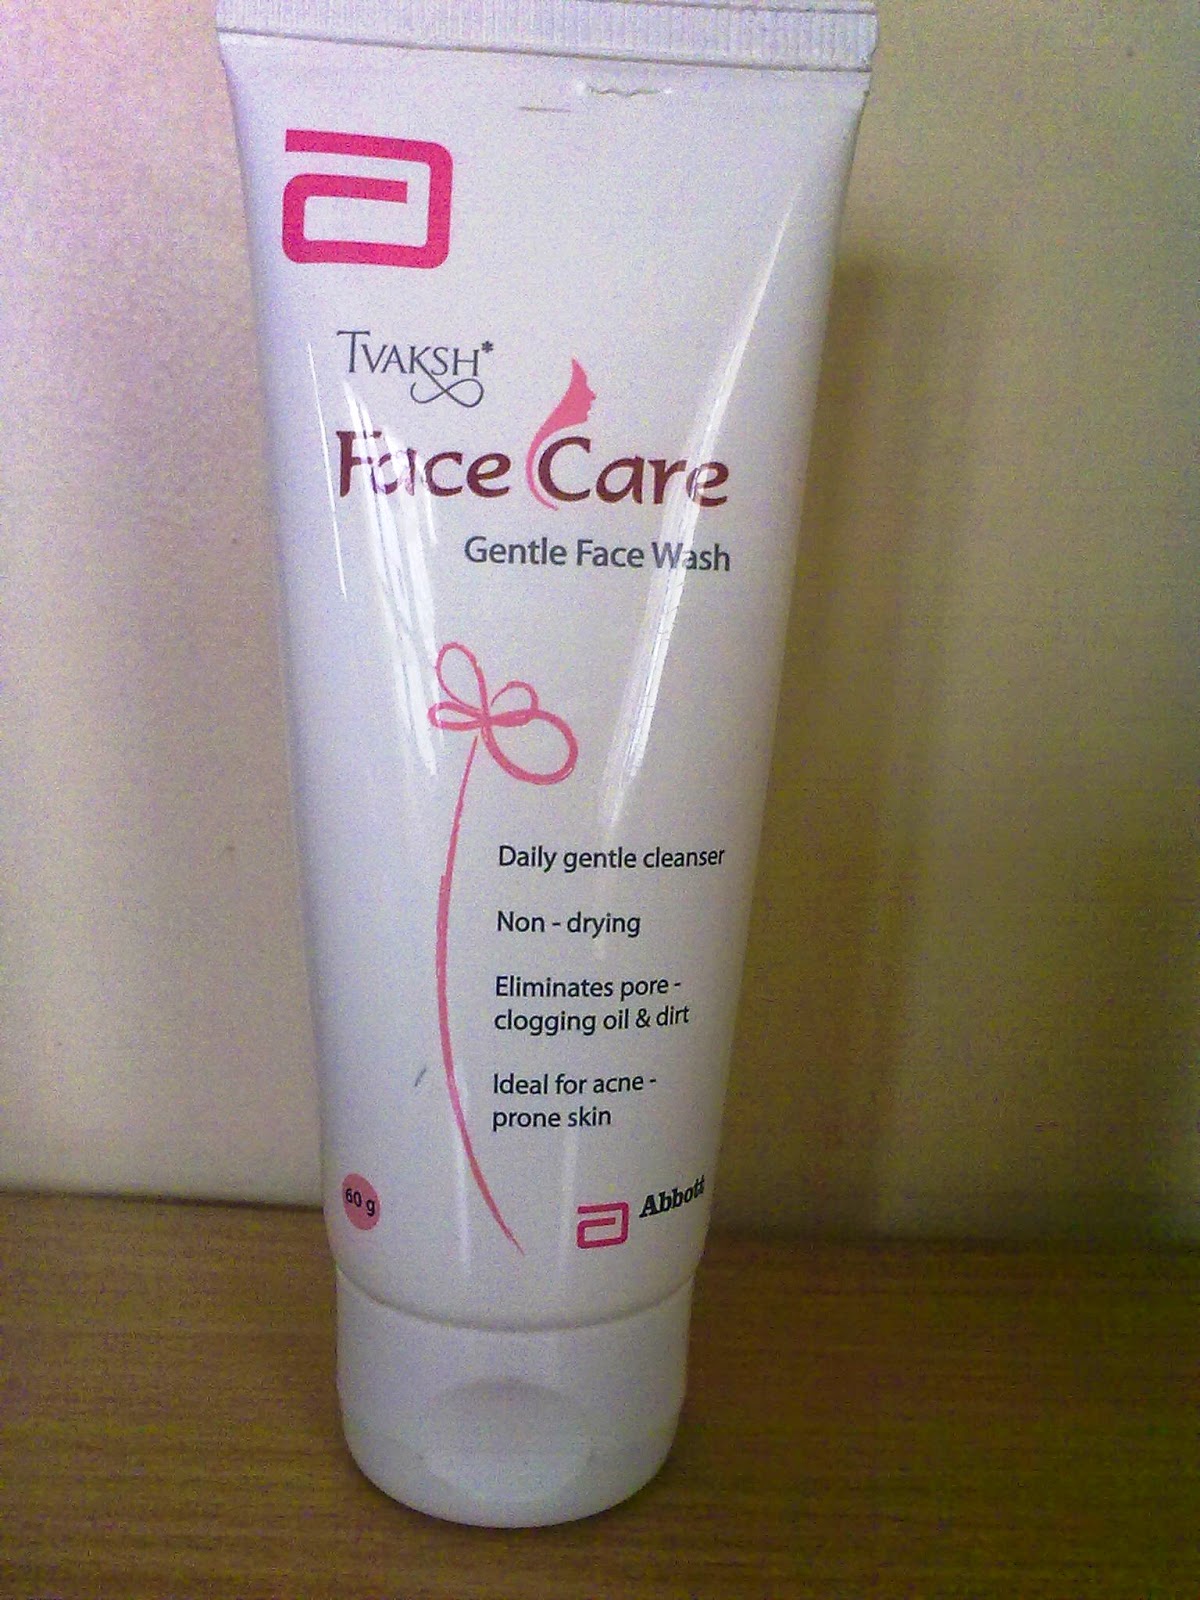 TVAKSH*
Face Care
Gentle Face Wash
Daily gentle cleanser
Non - drying
Eliminates pore -
clogging oil & dirt
Ideal for acne -
prone skin
60 g
Abbott